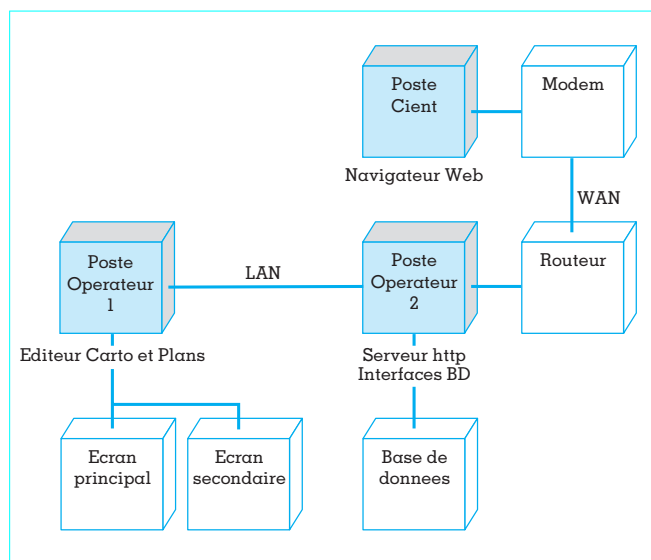 Poste
Cient
Modem
Navigateur Web
WAN
Poste
Operateur
1
LAN
Poste
Operateur
2
Routeur
Editeur Carto et Plans
Serveur http
Interfaces BD
Ecran
principal
Ecran
secondaire
Base de
donnees